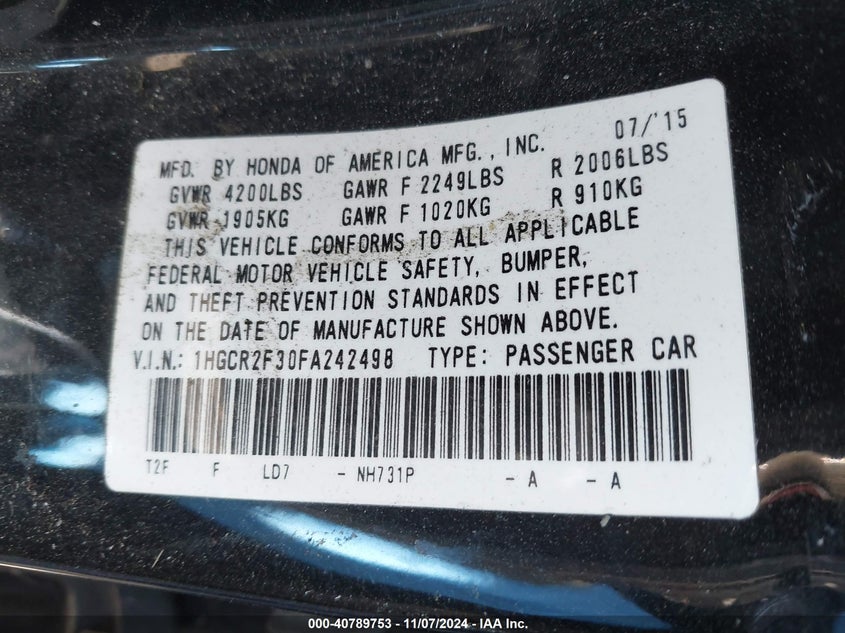 07/'15
MFD. BY HONDA OF AMERICA MFG., INC.
GVWR 4200LBS GAWR F 2249LBS R 2006LBS
GVWR 1905KG GAWR F 1020KG R 910KG
THIS VEHICLE CONFORMS TO ALL APPLICABLE
FEDERAL MOTOR VEHICLE SAFETY, BUMPER,
AND THEFT PREVENTION STANDARDS IN EFFECT
ON THE DATE OF MANUFACTURE SHOWN ABOVE.
V.I.N.: 1HGCR2F30FA242498 TYPE: PASSENGER CAR
T2F F LD7 - NH731P - A - A
000-40789753 — 11/07/2024 — IAA Inc.